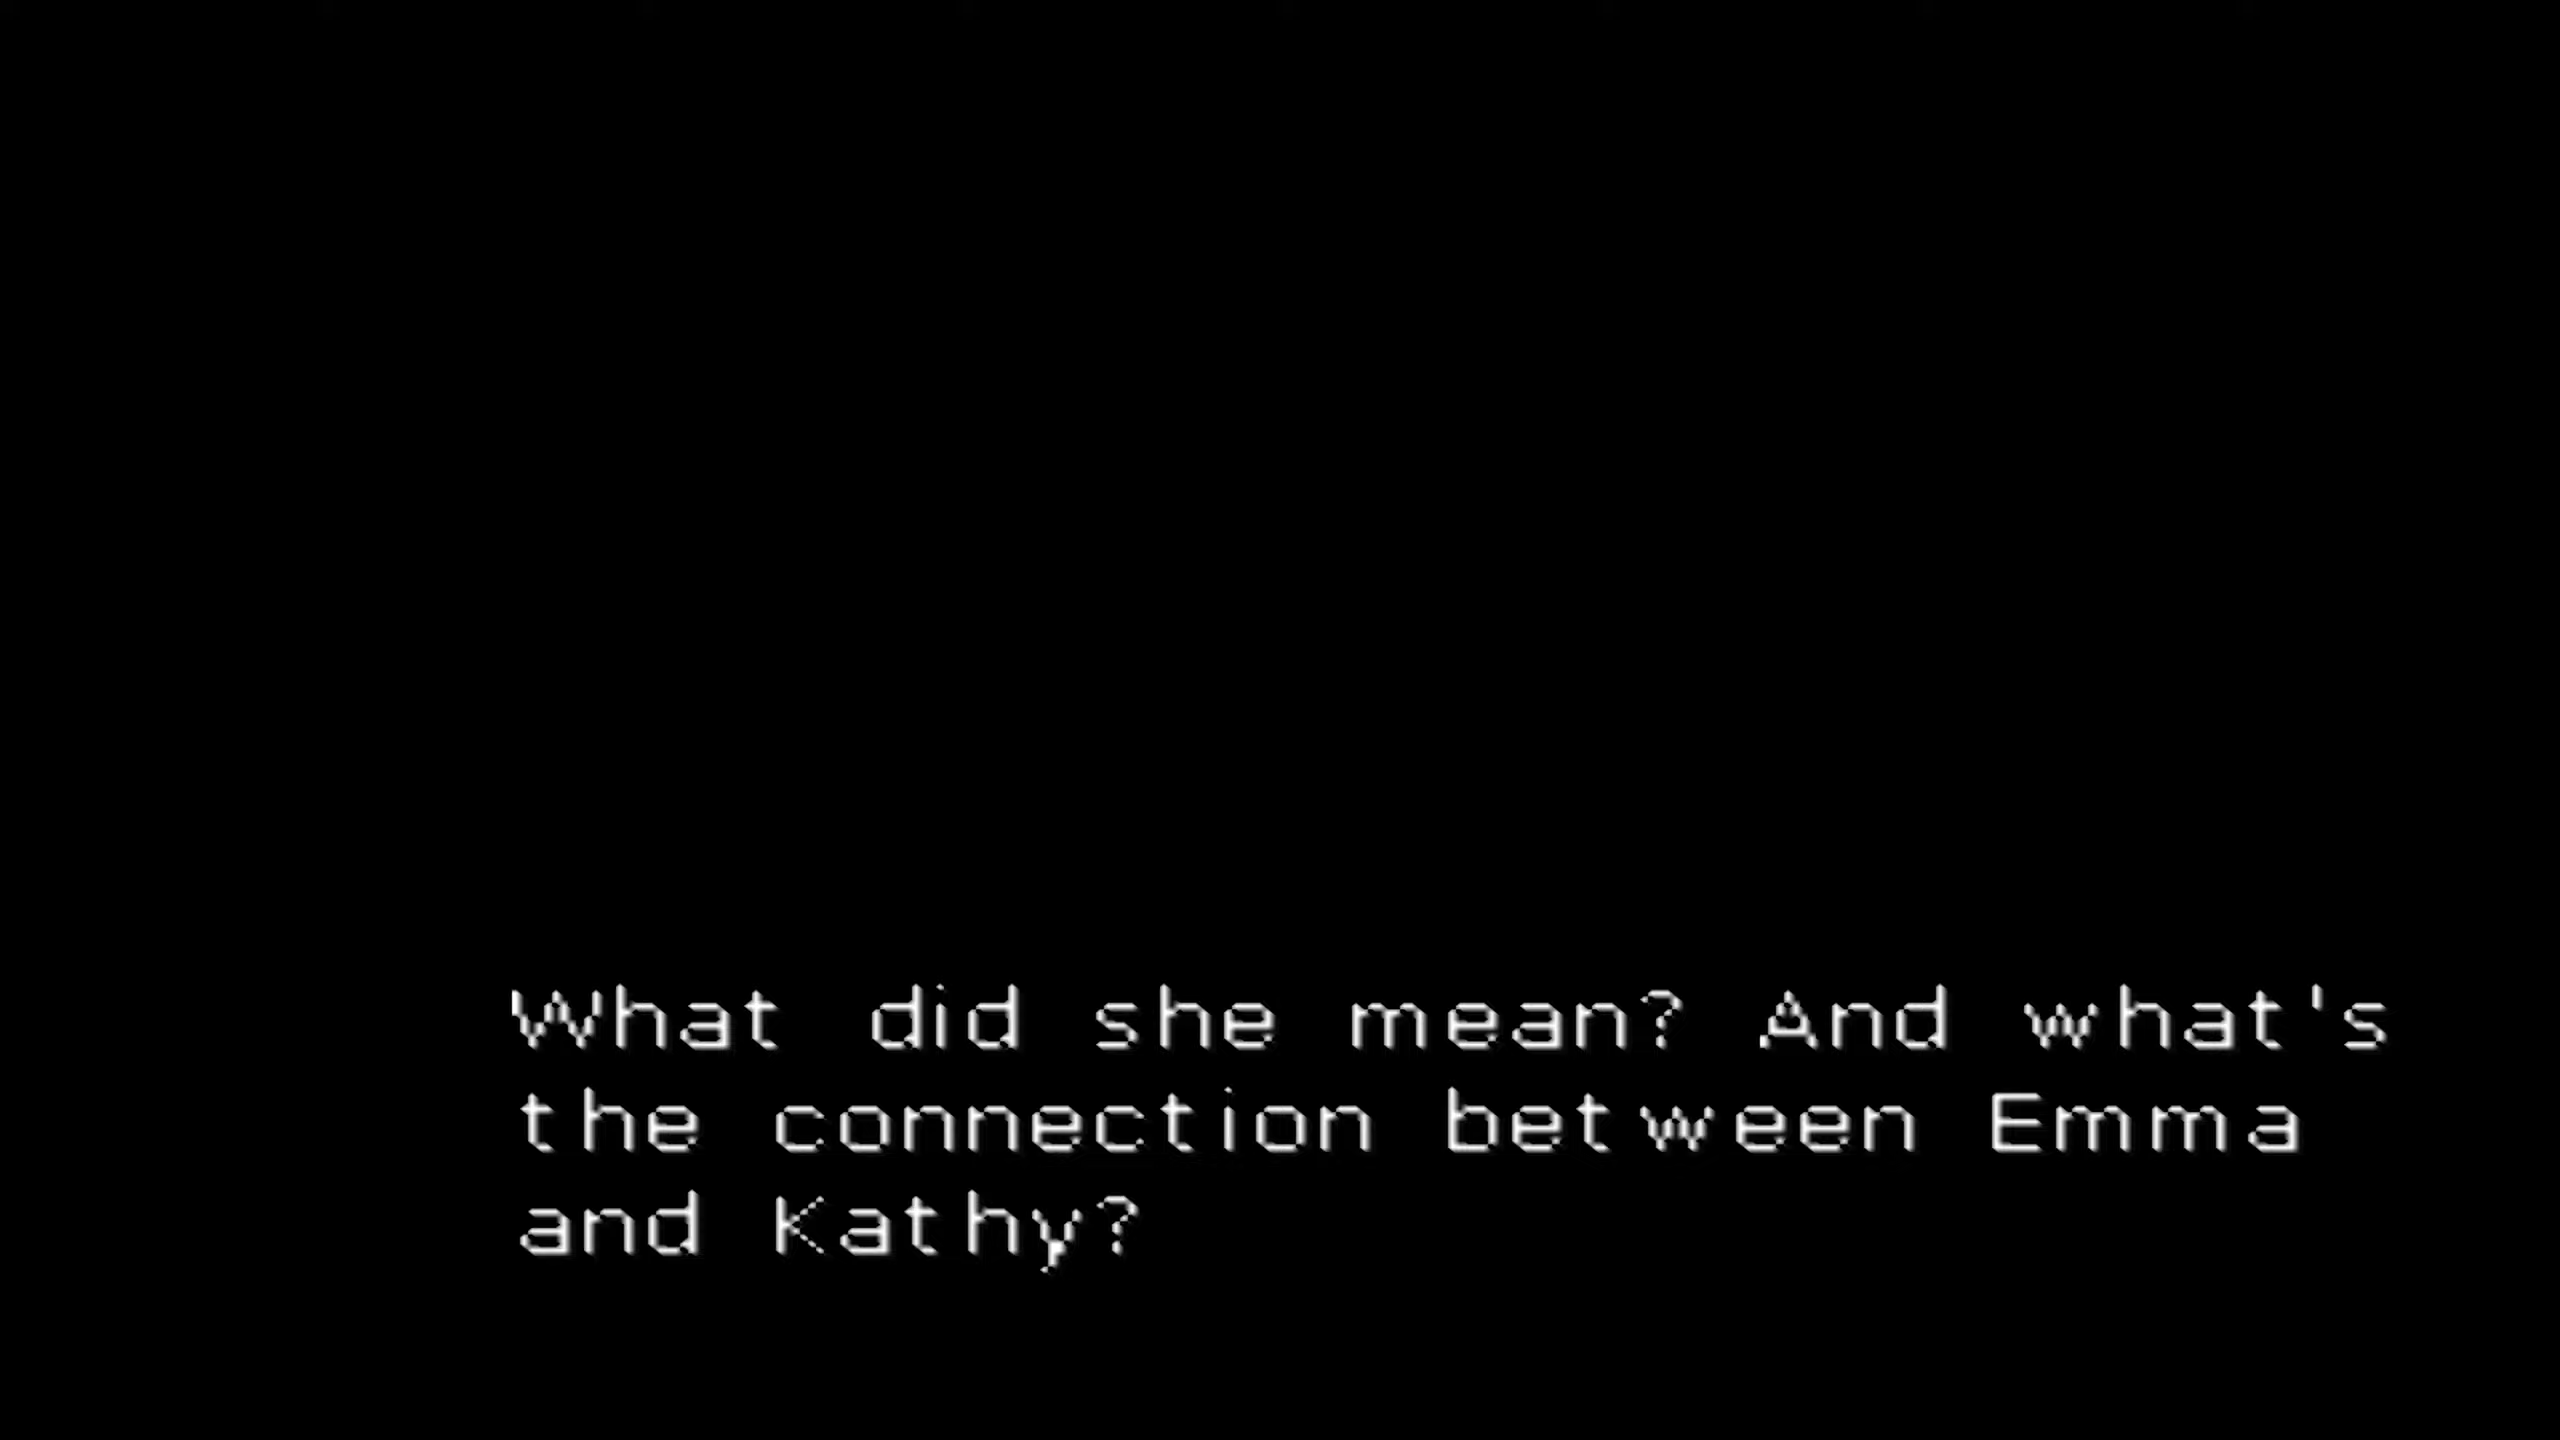 What did she mean? And what's
the connection between Emma
and Kathy?